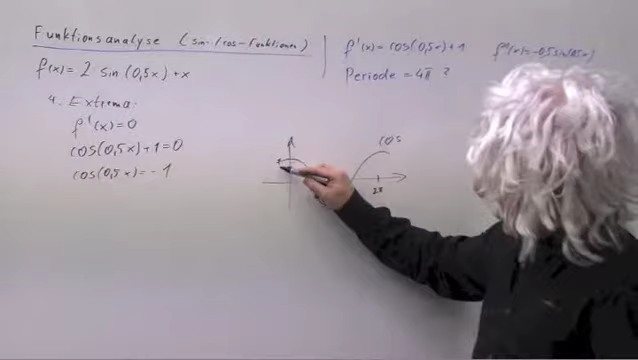 Funktionsanalyse (sin-/cos-Funktionen)
f(x) = 2 sin(0,5x) + x
f'(x) = cos(0,5x) + 1
f''(x) = -0,5 sin(0,5x)
Periode = 4π ?
4. Extrema:
f'(x) = 0
cos(0,5x) + 1 = 0
cos(0,5x) = -1
cos
1
2π